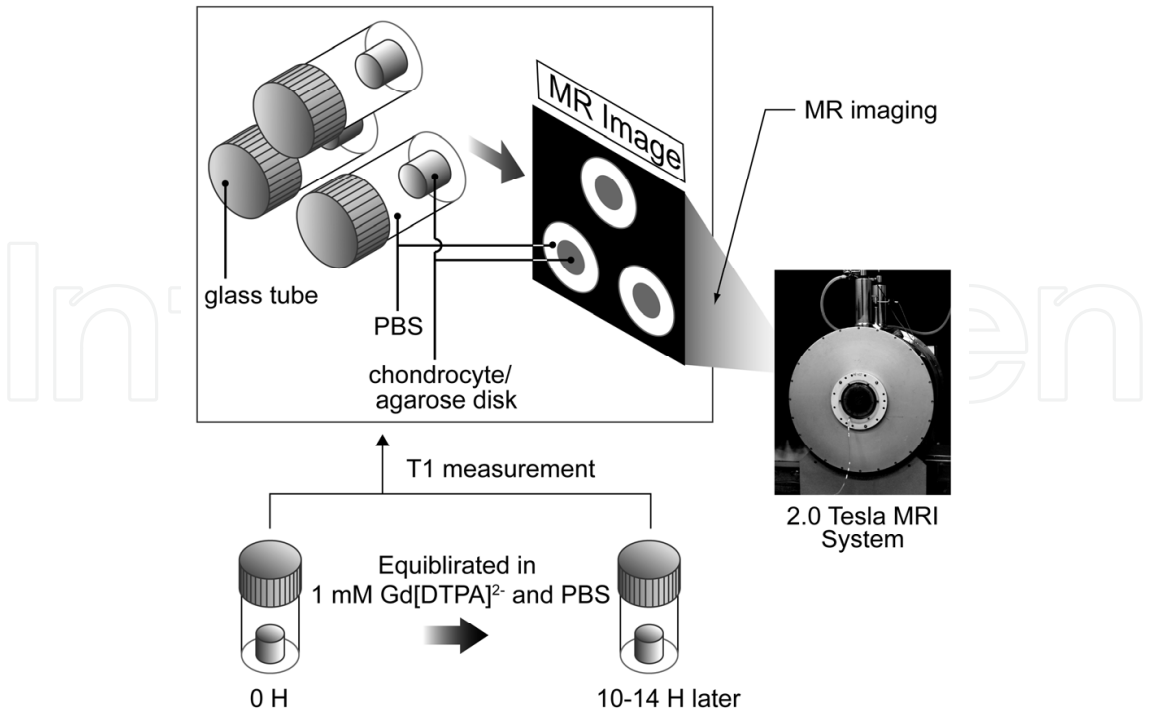 MR Image
MR imaging
glass tube
PBS
chondrocyte/
agarose disk
T1 measurement
2.0 Tesla MRI
System
Equiblirated in
1 mM Gd[DTPA]²⁻ and PBS
0 H
10-14 H later